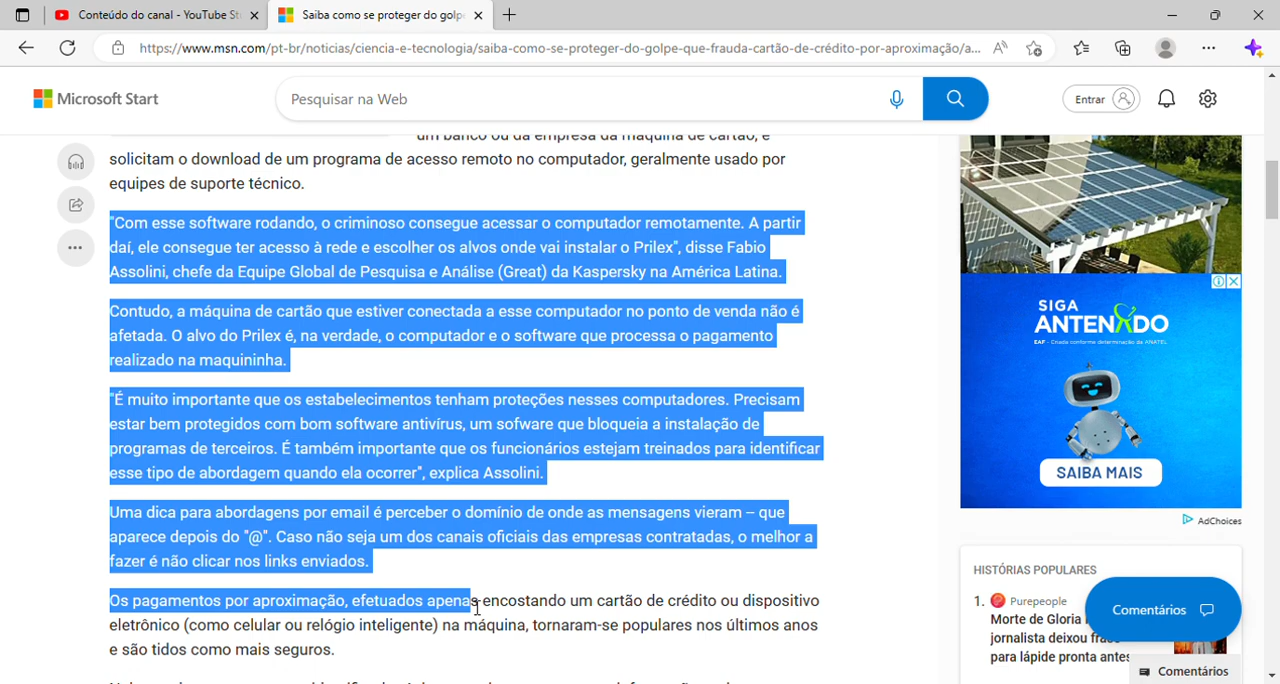 Conteúdo do canal - YouTube St
Saiba como se proteger do golpe
https://www.msn.com/pt-br/noticias/ciencia-e-tecnologia/saiba-como-se-proteger-do-golpe-que-frauda-cartão-de-crédito-por-aproximação/a...
Microsoft Start
Pesquisar na Web
Entrar
um banco ou da empresa da máquina de cartão, e
solicitam o download de um programa de acesso remoto no computador, geralmente usado por
equipes de suporte técnico.
"Com esse software rodando, o criminoso consegue acessar o computador remotamente. A partir
daí, ele consegue ter acesso à rede e escolher os alvos onde vai instalar o Prilex", disse Fabio
Assolini, chefe da Equipe Global de Pesquisa e Análise (Great) da Kaspersky na América Latina.
Contudo, a máquina de cartão que estiver conectada a esse computador no ponto de venda não é
afetada. O alvo do Prilex é, na verdade, o computador e o software que processa o pagamento
realizado na maquininha.
"É muito importante que os estabelecimentos tenham proteções nesses computadores. Precisam
estar bem protegidos com bom software antivírus, um sofware que bloqueia a instalação de
programas de terceiros. É também importante que os funcionários estejam treinados para identificar
esse tipo de abordagem quando ela ocorrer", explica Assolini.
Uma dica para abordagens por email é perceber o domínio de onde as mensagens vieram – que
aparece depois do "@". Caso não seja um dos canais oficiais das empresas contratadas, o melhor a
fazer é não clicar nos links enviados.
Os pagamentos por aproximação, efetuados apenas encostando um cartão de crédito ou dispositivo
eletrônico (como celular ou relógio inteligente) na máquina, tornaram-se populares nos últimos anos
e são tidos como mais seguros.
SIGA
ANTENADO
EAF - Criada conforme determinação da ANATEL
SAIBA MAIS
AdChoices
HISTÓRIAS POPULARES
1. Purepeople
Morte de Gloria
jornalista deixou
para lápide pronta antes
Comentários
Comentários